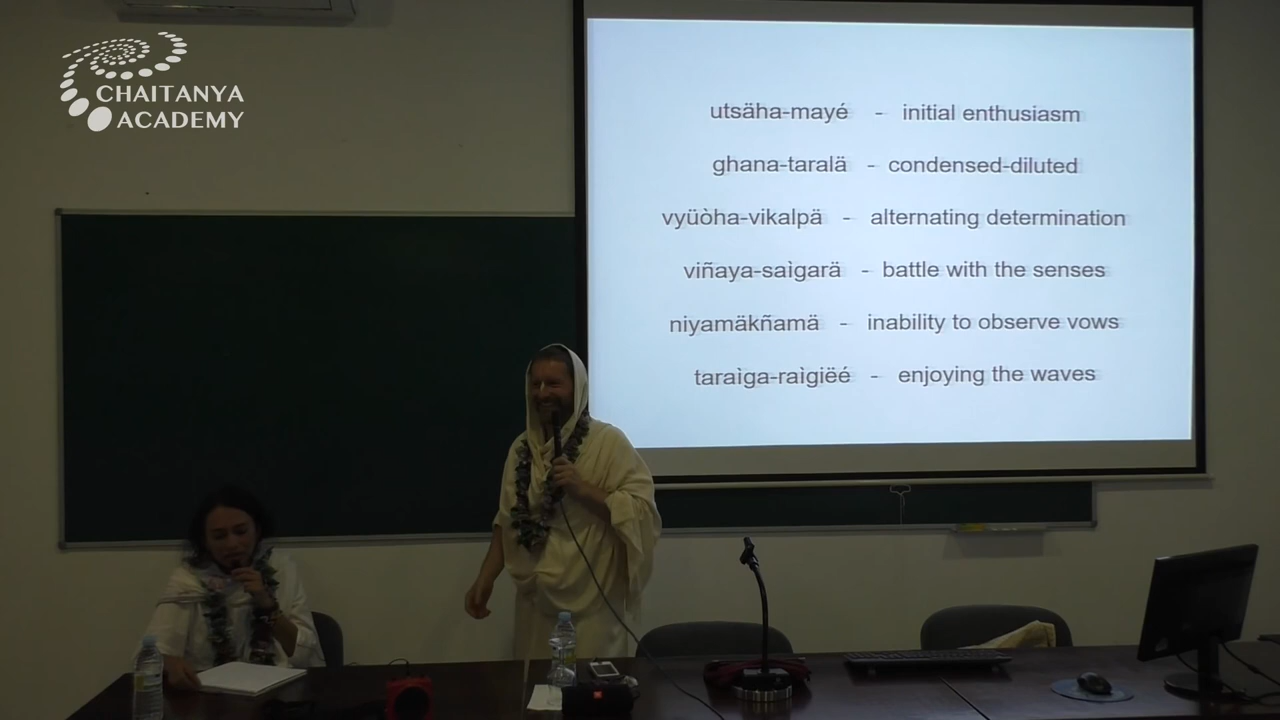 CHAITANYA
ACADEMY
utsäha-mayé - initial enthusiasm
ghana-taralä - condensed-diluted
vyüòha-vikalpä - alternating determination
viñaya-saìgarä - battle with the senses
niyamäkñamä - inability to observe vows
taraìga-raìgiëé - enjoying the waves